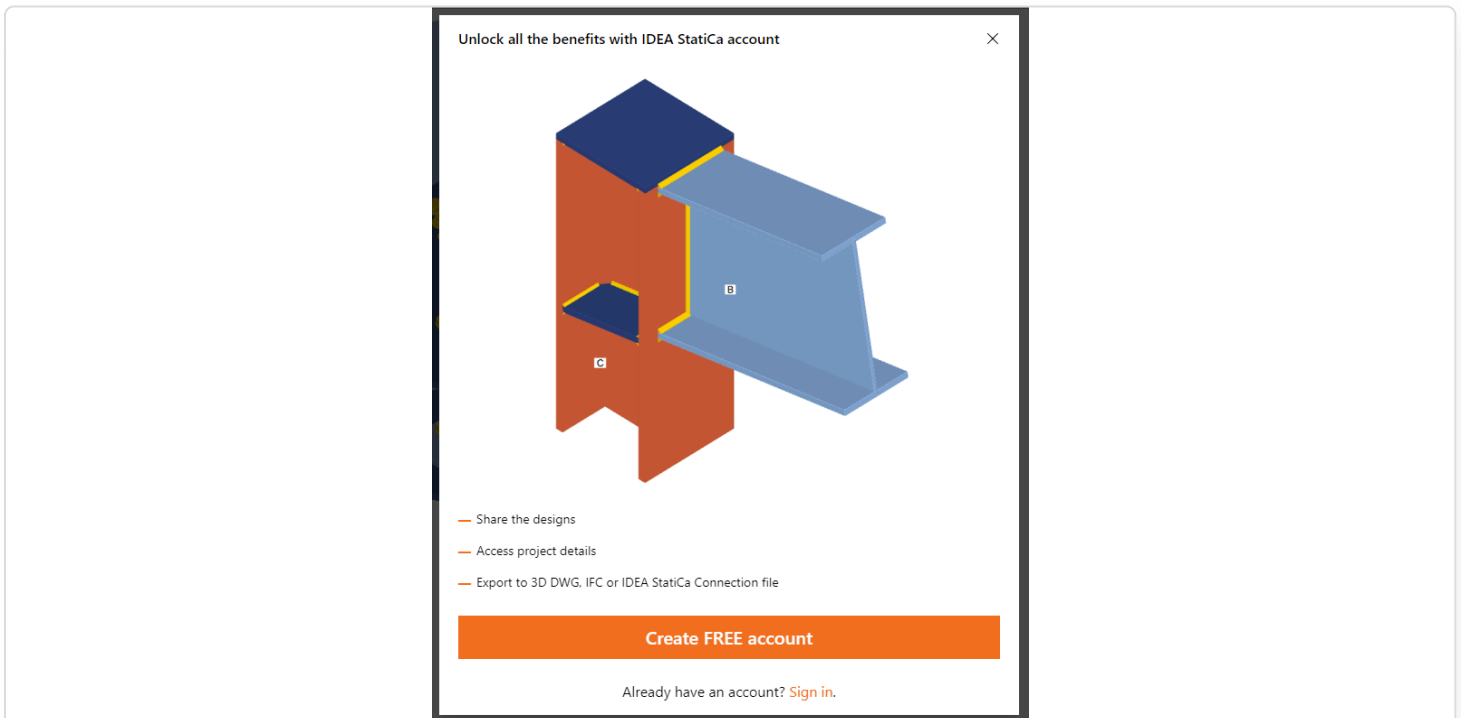 Unlock all the benefits with IDEA StatiCa account
B
C
Share the designs
Access project details
Export to 3D DWG, IFC or IDEA StatiCa Connection file
Create FREE account
Already have an account? Sign in.